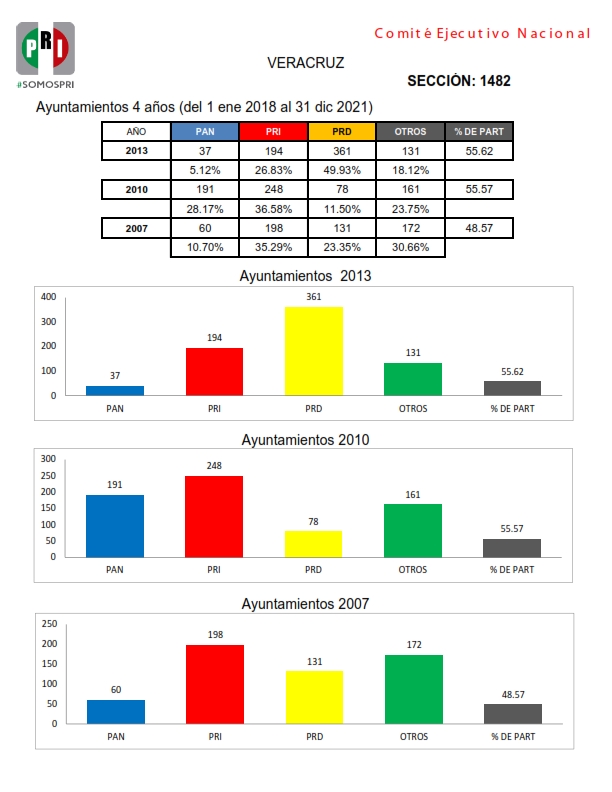 PRI
#SOMOSPRI
Comité Ejecutivo Nacional
VERACRUZ
SECCIÓN: 1482
Ayuntamientos 4 años (del 1 ene 2018 al 31 dic 2021)
AÑO PAN PRI PRD OTROS % DE PART
2013 37 194 361 131 55.62
5.12% 26.83% 49.93% 18.12%
2010 191 248 78 161 55.57
28.17% 36.58% 11.50% 23.75%
2007 60 198 131 172 48.57
10.70% 35.29% 23.35% 30.66%
Ayuntamientos 2013
400
300
200
100
0
37
194
361
131
55.62
PAN PRI PRD OTROS % DE PART
Ayuntamientos 2010
300
250
200
150
100
50
0
191
248
78
161
55.57
PAN PRI PRD OTROS % DE PART
Ayuntamientos 2007
250
200
150
100
50
0
60
198
131
172
48.57
PAN PRI PRD OTROS % DE PART